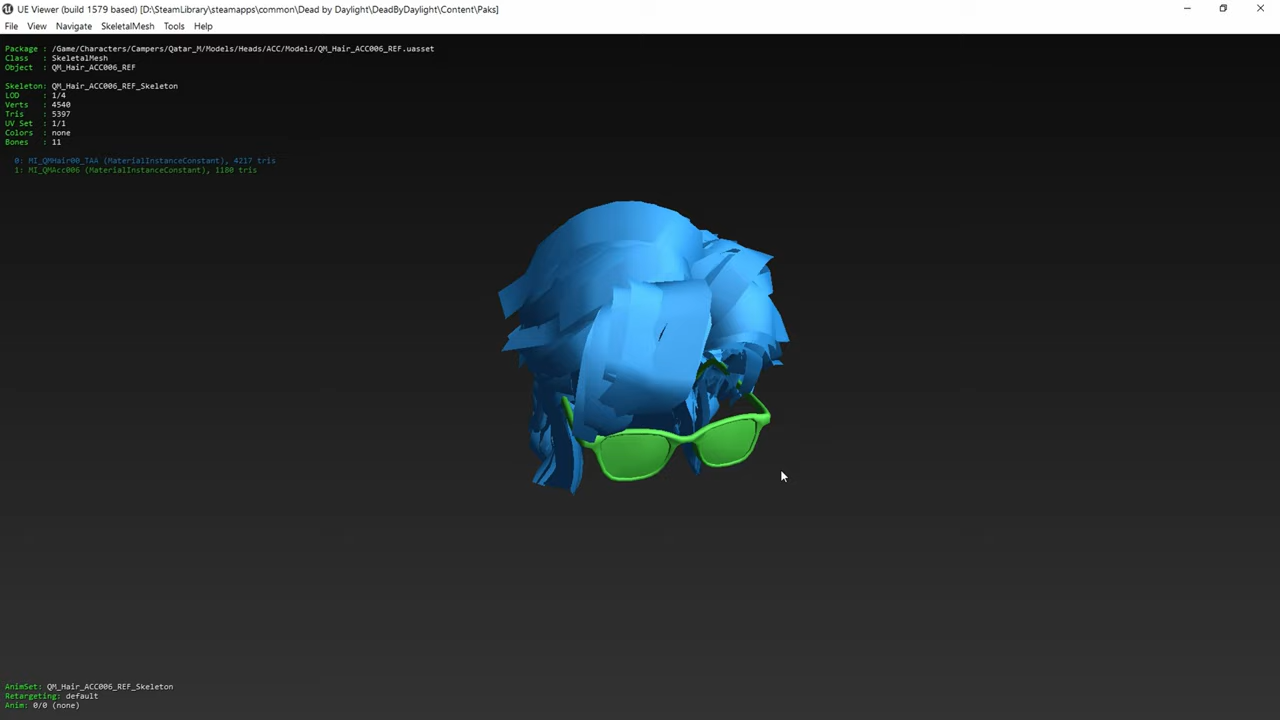 UE Viewer (build 1579 based) [D:\SteamLibrary\steamapps\common\Dead by Daylight\DeadByDaylight\Content\Paks]
File View Navigate SkeletalMesh Tools Help
Package : /Game/Characters/Campers/Qatar_M/Models/Heads/ACC/Models/QM_Hair_ACC006_REF.uasset
Class : SkeletalMesh
Object : QM_Hair_ACC006_REF
Skeleton: QM_Hair_ACC006_REF_Skeleton
LOD : 1/4
Verts : 4540
Tris : 5397
UV Set : 1/1
Colors : none
Bones : 11
0: MI_QMHair00_TAA (MaterialInstanceConstant), 4217 tris
1: MI_QMAcc006 (MaterialInstanceConstant), 1180 tris
AnimSet: QM_Hair_ACC006_REF_Skeleton
Retargeting: default
Anim: 0/0 (none)